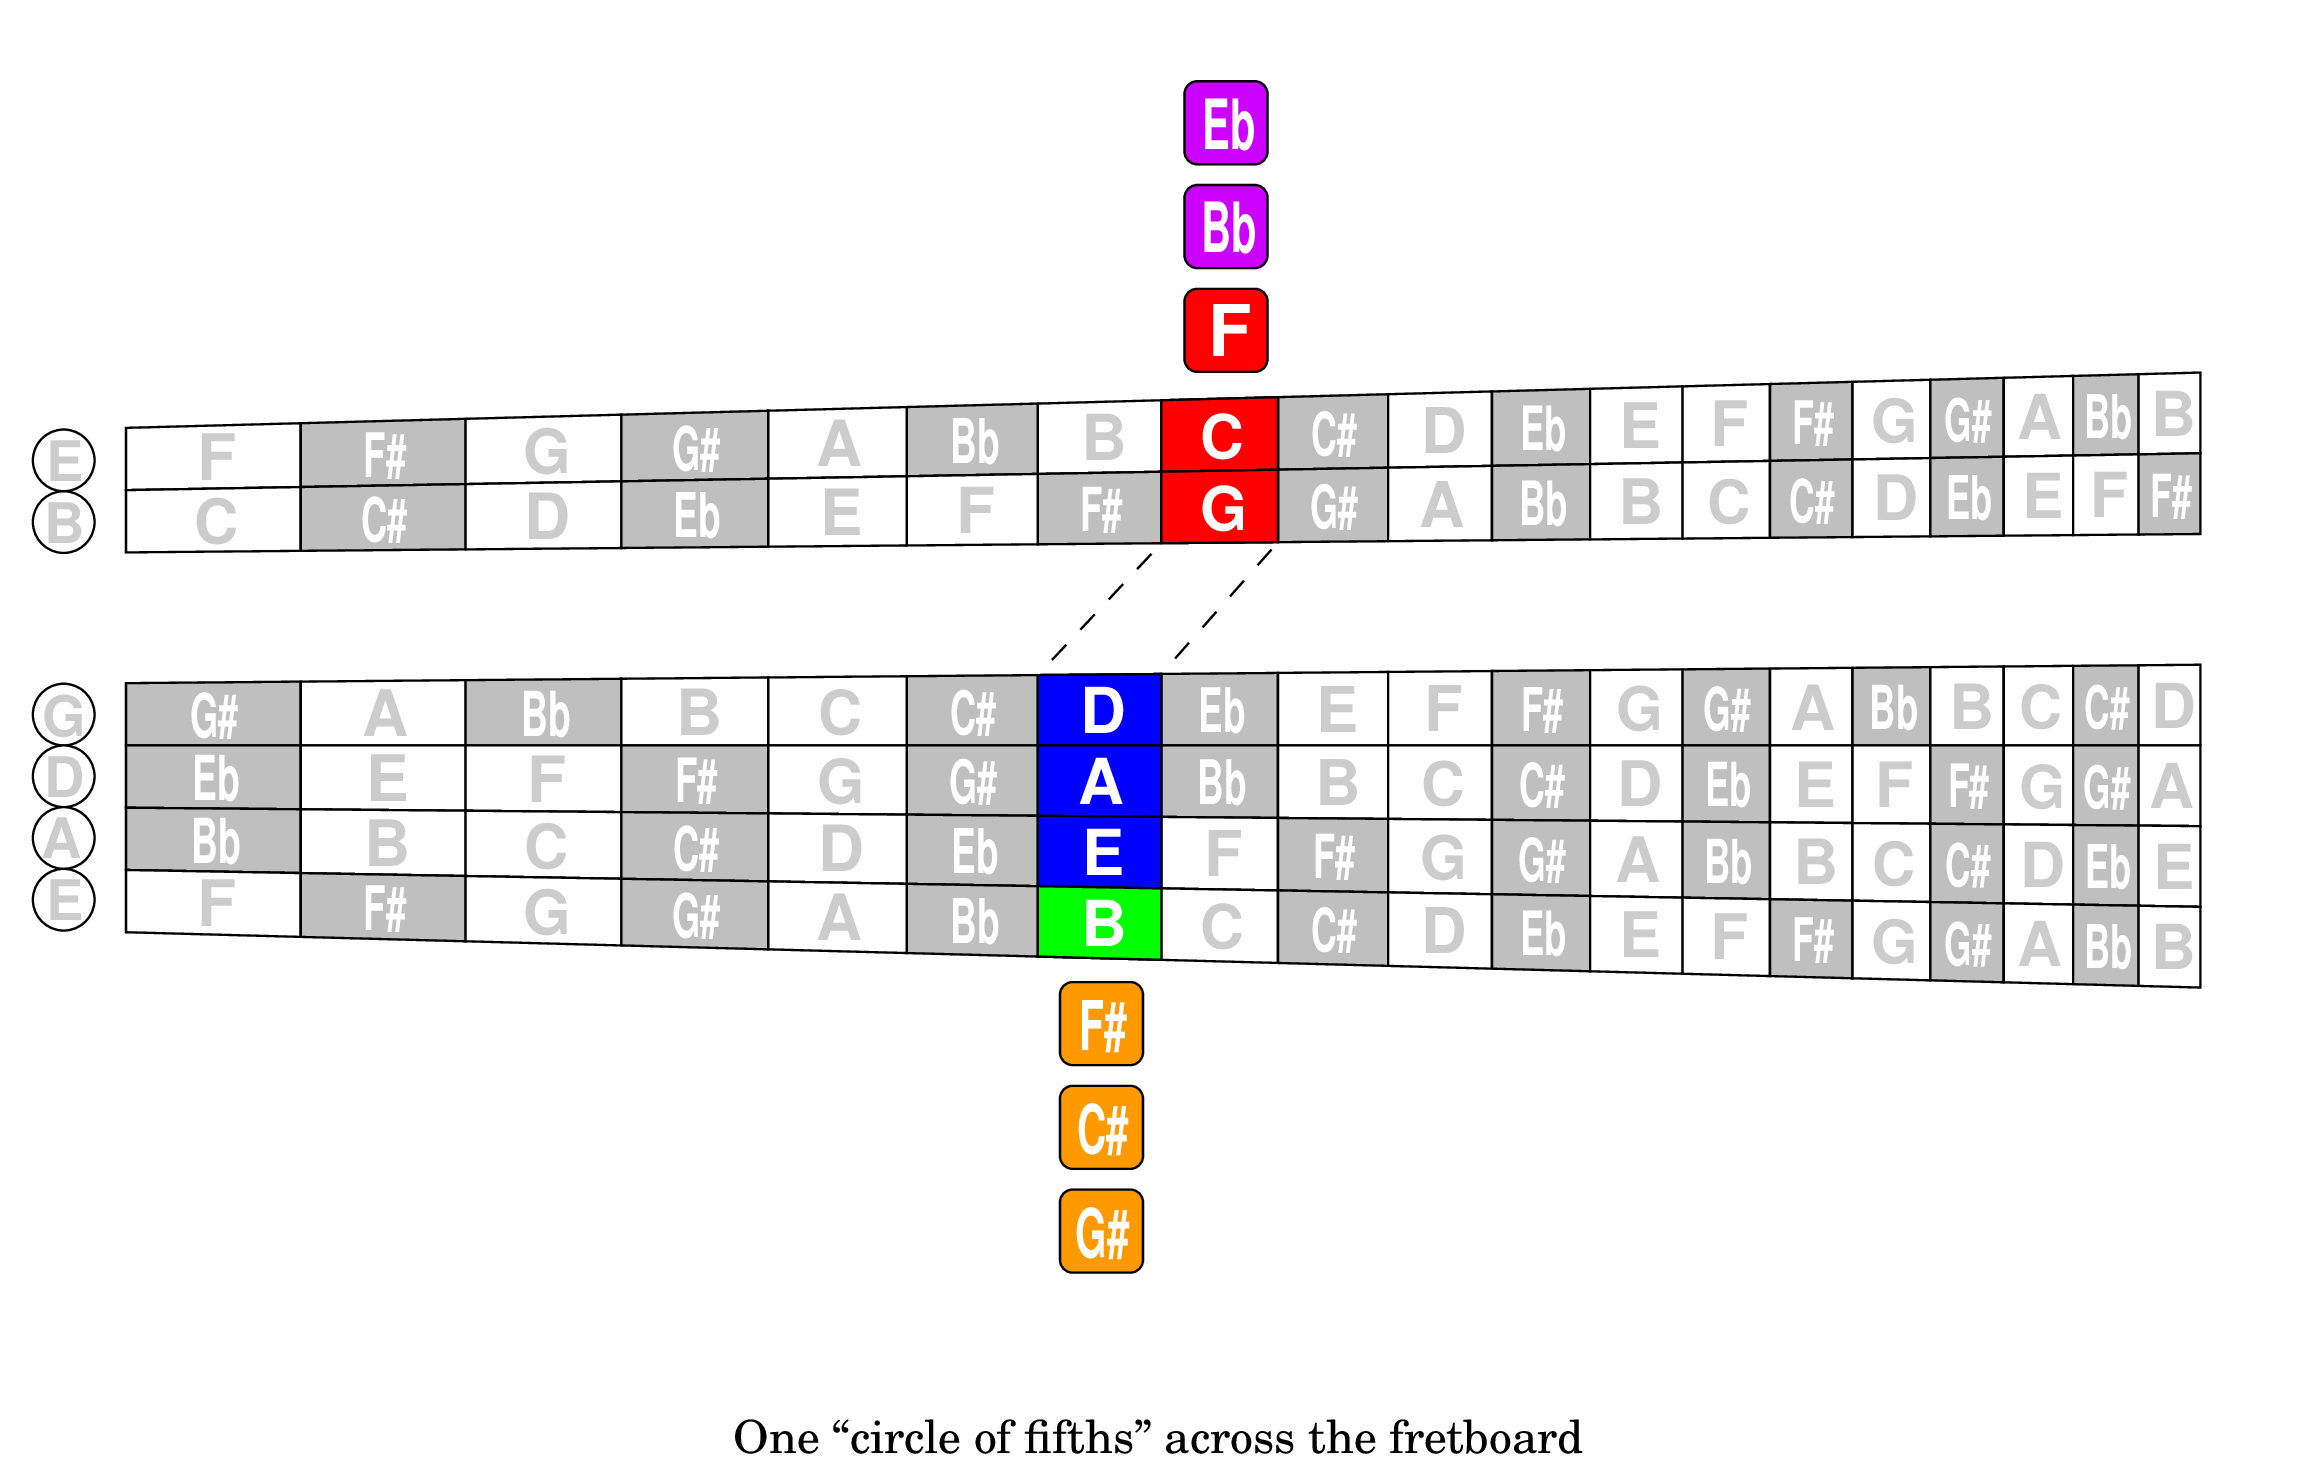 Eb
Bb
F
E F F# G G# A Bb B C C# D Eb E F F# G G# A Bb B
B C C# D Eb E F F# G G# A Bb B C C# D Eb E F F#
G G# A Bb B C C# D Eb E F F# G G# A Bb B C C# D
D Eb E F F# G G# A Bb B C C# D Eb E F F# G G# A
A Bb B C C# D Eb E F F# G G# A Bb B C C# D Eb E
E F F# G G# A Bb B C C# D Eb E F F# G G# A Bb B
F#
C#
G#
One “circle of fifths” across the fretboard